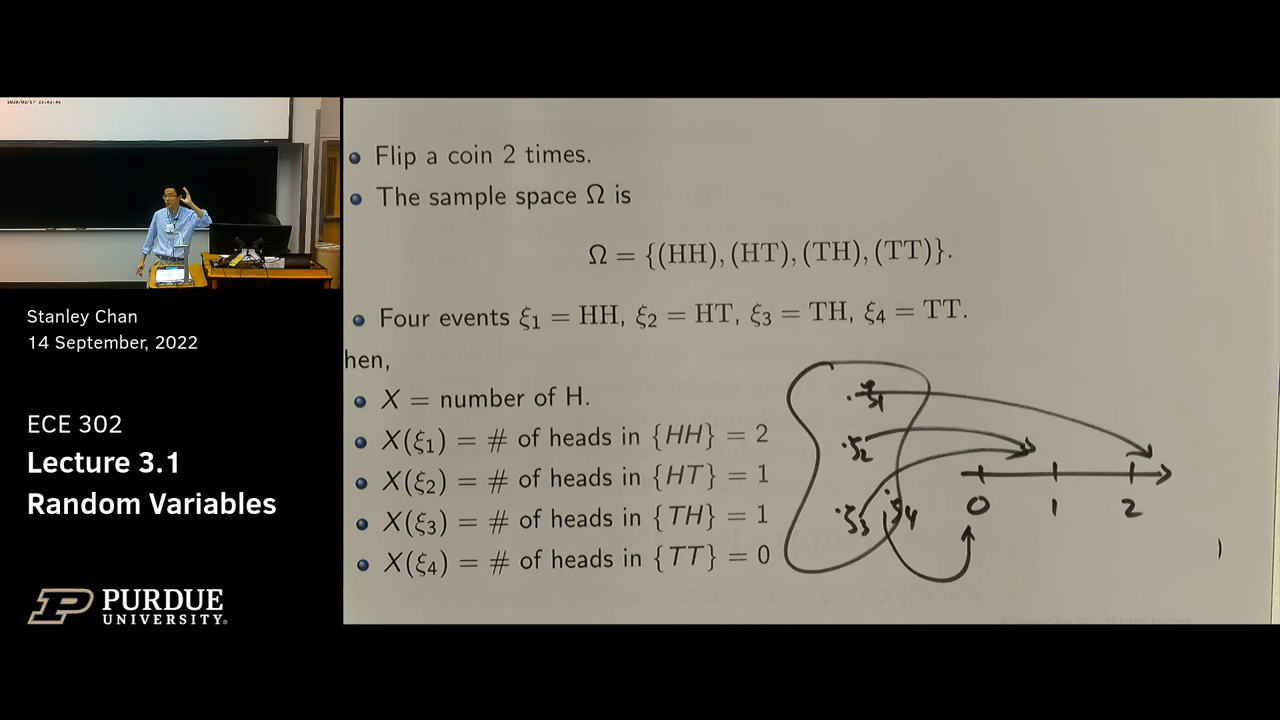 Stanley Chan
14 September, 2022
ECE 302
Lecture 3.1
Random Variables
PURDUE
UNIVERSITY®
• Flip a coin 2 times.
• The sample space Ω is
Ω = {(HH), (HT), (TH), (TT)}.
• Four events ξ₁ = HH, ξ₂ = HT, ξ₃ = TH, ξ₄ = TT.
hen,
• X = number of H.
• X(ξ₁) = # of heads in {HH} = 2
• X(ξ₂) = # of heads in {HT} = 1
• X(ξ₃) = # of heads in {TH} = 1
• X(ξ₄) = # of heads in {TT} = 0
ξ₁
ξ₂
ξ₃ ξ₄
0 1 2